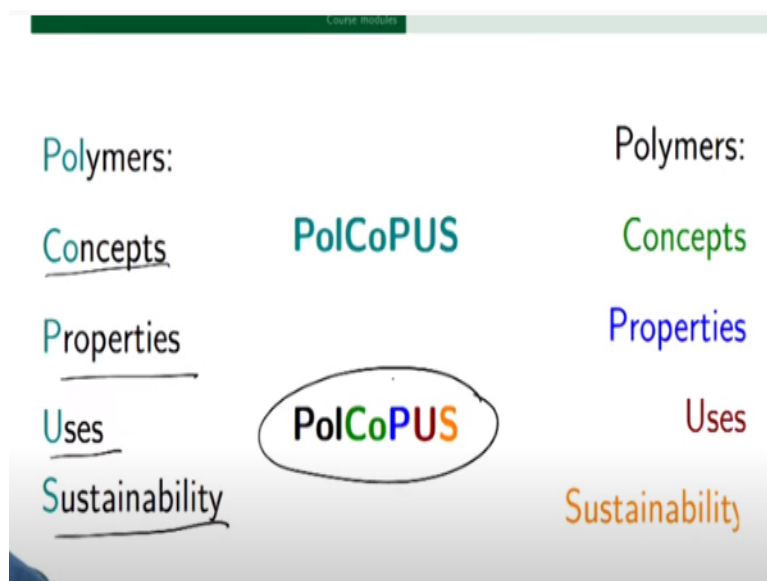 Course modules
Polymers:
Concepts
Properties
Uses
Sustainability
PolCoPUS
PolCoPUS
Polymers:
Concepts
Properties
Uses
Sustainability